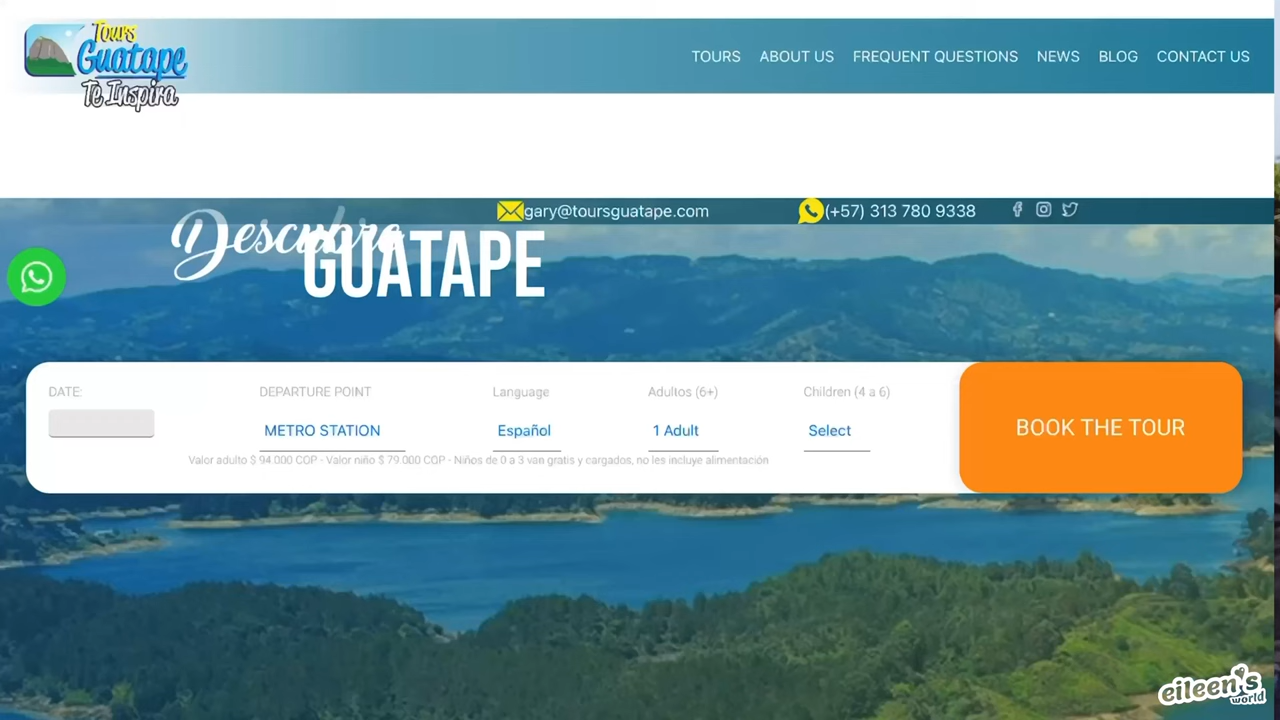 Tours
Guatape
Te Inspira
TOURS ABOUT US FREQUENT QUESTIONS NEWS BLOG CONTACT US
gary@toursguatape.com (+57) 313 780 9338
Descubra
GUATAPE
DATE: DEPARTURE POINT Language Adultos (6+) Children (4 a 6)
METRO STATION Español 1 Adult Select
BOOK THE TOUR
Valor adulto $ 94.000 COP - Valor niño $ 79.000 COP - Niños de 0 a 3 van gratis y cargados, no les incluye alimentación
eileen's
world